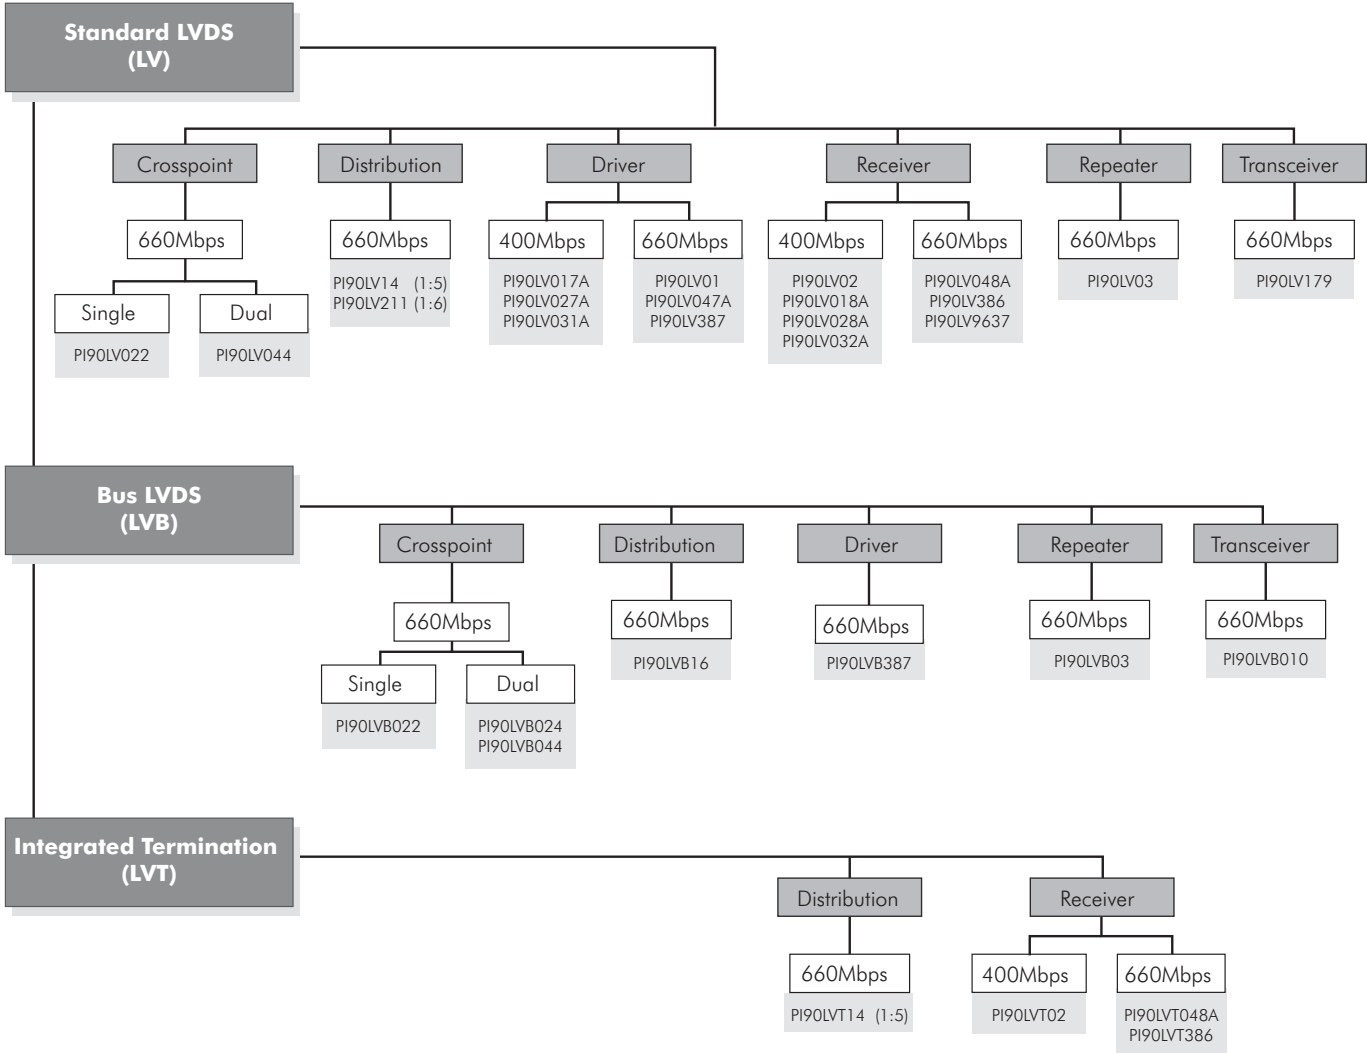 Standard LVDS
(LV)
Crosspoint
Distribution
Driver
Receiver
Repeater
Transceiver
660Mbps
660Mbps
400Mbps
660Mbps
400Mbps
660Mbps
660Mbps
660Mbps
Single
PI90LV022
Dual
PI90LV044
PI90LV14 (1:5)
PI90LV211 (1:6)
PI90LV017A
PI90LV027A
PI90LV031A
PI90LV01
PI90LV047A
PI90LV387
PI90LV02
PI90LV018A
PI90LV028A
PI90LV032A
PI90LV048A
PI90LV386
PI90LV9637
PI90LV03
PI90LV179
Bus LVDS
(LVB)
Crosspoint
Distribution
Driver
Repeater
Transceiver
660Mbps
660Mbps
660Mbps
660Mbps
660Mbps
Single
PI90LVB022
Dual
PI90LVB024
PI90LVB044
PI90LVB16
PI90LVB387
PI90LVB03
PI90LVB010
Integrated Termination
(LVT)
Distribution
Receiver
660Mbps
400Mbps
660Mbps
PI90LVT14 (1:5)
PI90LVT02
PI90LVT048A
PI90LVT386